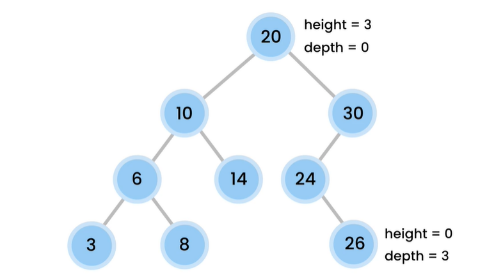 20
height = 3
depth = 0
10
30
6
14
24
3
8
26
height = 0
depth = 3